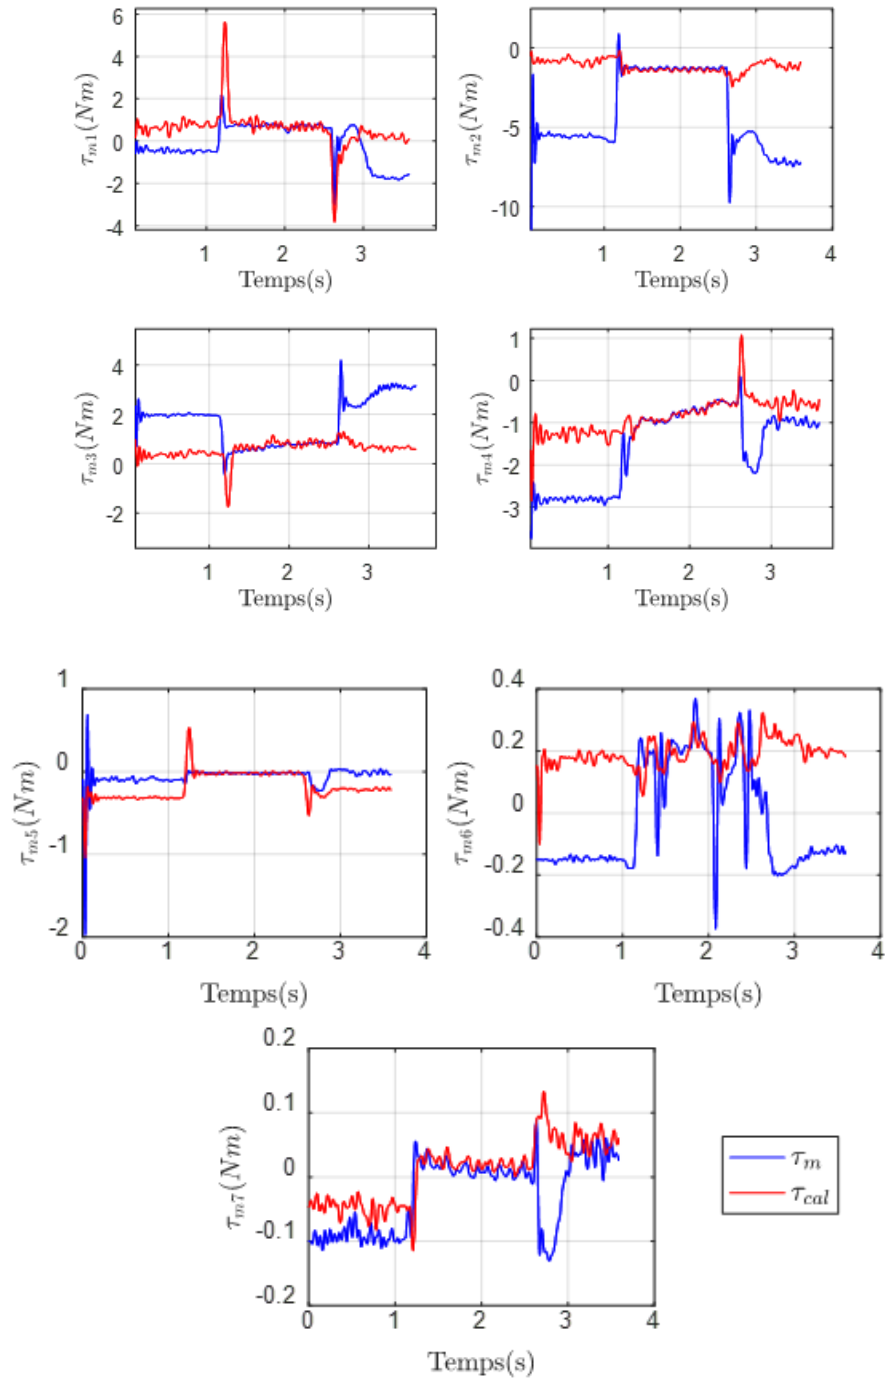 6
4
2
0
-2
-4
1 2 3
τm1(Nm)
Temps(s)
0
-5
-10
1 2 3 4
τm2(Nm)
Temps(s)
4
2
0
-2
1 2 3
τm3(Nm)
Temps(s)
1
0
-1
-2
-3
1 2 3
τm4(Nm)
Temps(s)
1
0
-1
-2
0 1 2 3 4
τm5(Nm)
Temps(s)
0.4
0.2
0
-0.2
-0.4
0 1 2 3 4
τm6(Nm)
Temps(s)
0.2
0.1
0
-0.1
-0.2
0 1 2 3 4
τm7(Nm)
Temps(s)
τm
τcal